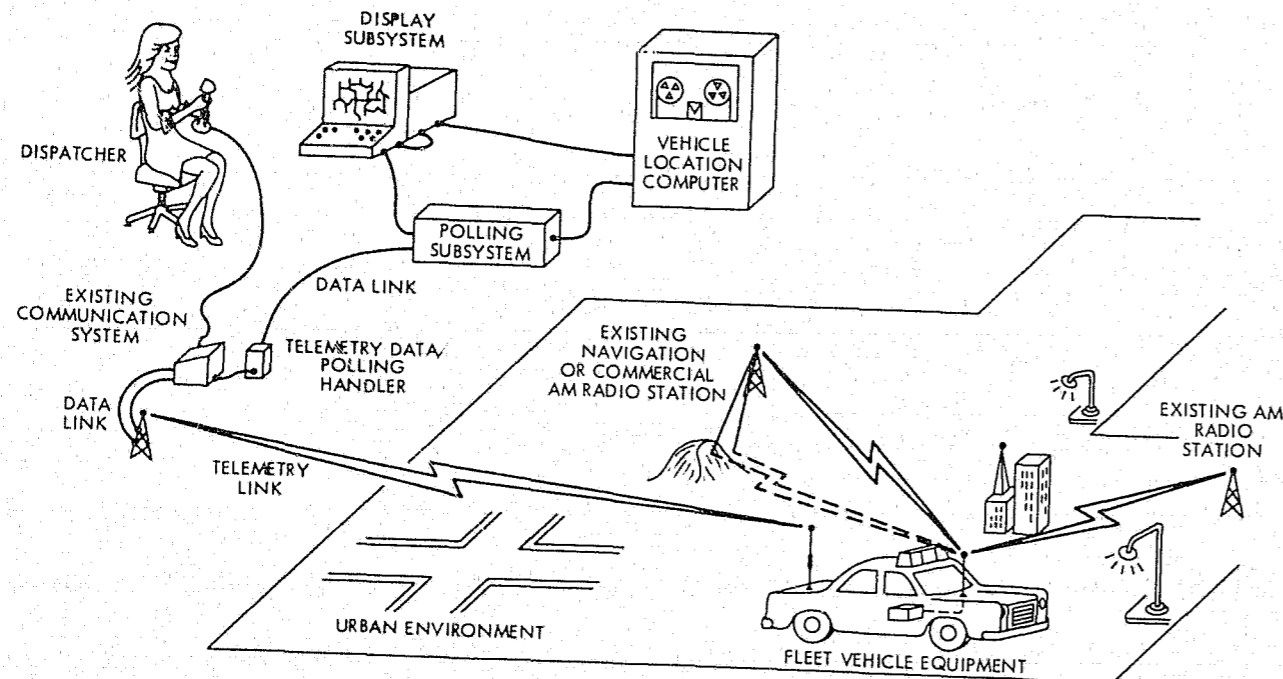 DISPLAY
SUBSYSTEM
DISPATCHER
VEHICLE
LOCATION
COMPUTER
POLLING
SUBSYSTEM
DATA LINK
EXISTING
COMMUNICATION
SYSTEM
TELEMETRY DATA/
POLLING
HANDLER
DATA
LINK
TELEMETRY
LINK
EXISTING
NAVIGATION
OR COMMERCIAL
AM RADIO STATION
EXISTING AM
RADIO
STATION
URBAN ENVIRONMENT
FLEET VEHICLE EQUIPMENT